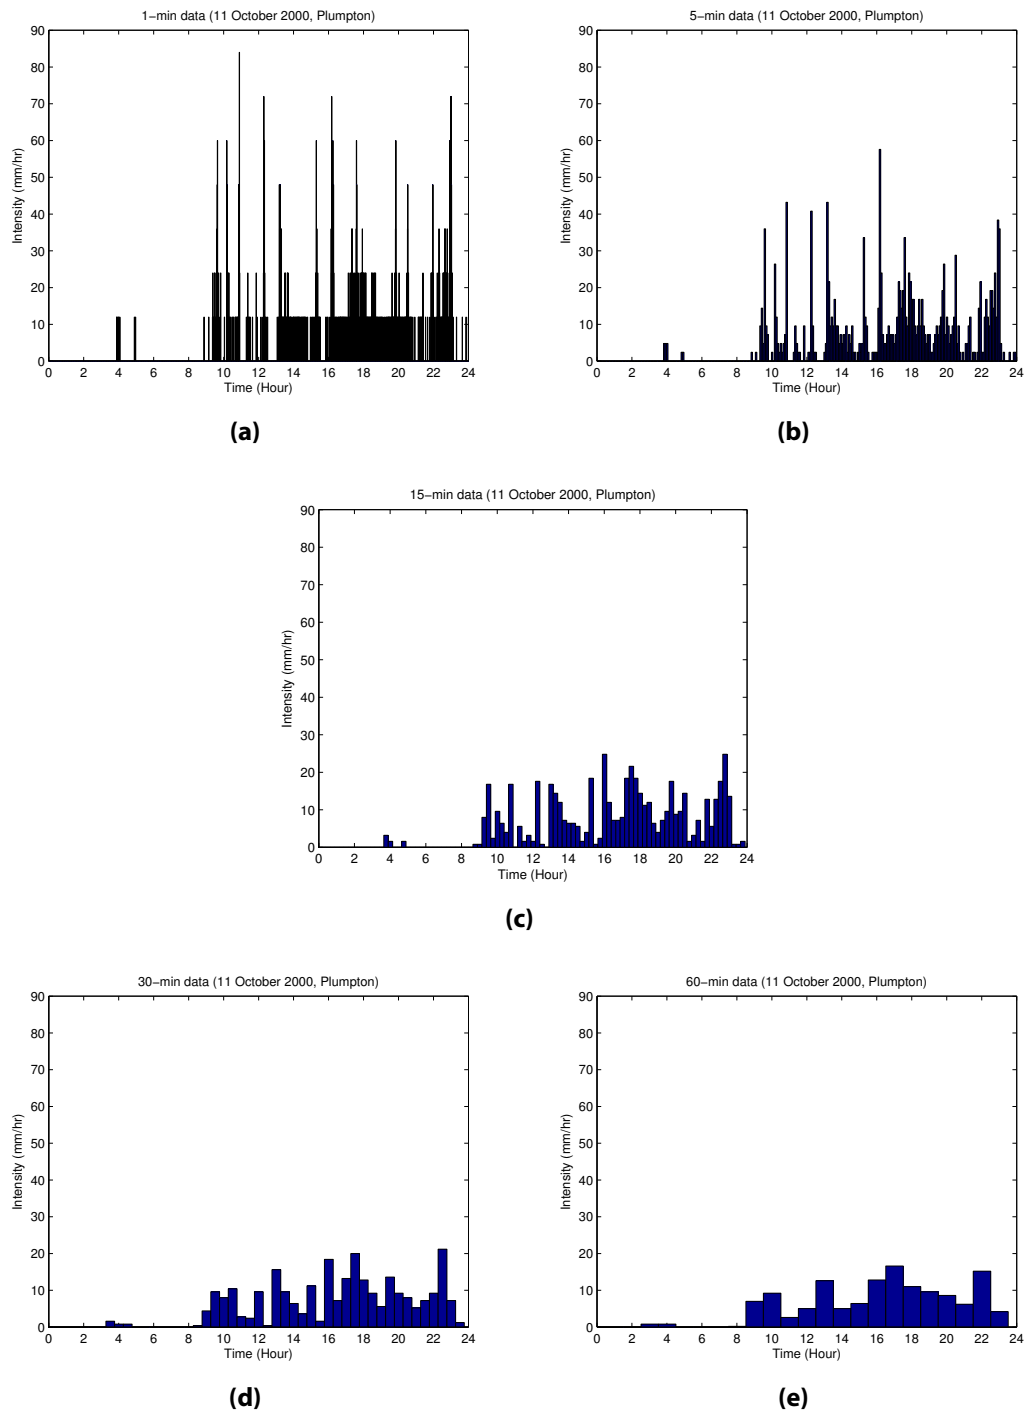 1−min data (11 October 2000, Plumpton)
90
80
70
60
50
40
30
20
10
0
Intensity (mm/hr)
0 2 4 6 8 10 12 14 16 18 20 22 24
Time (Hour)
(a)
5−min data (11 October 2000, Plumpton)
90
80
70
60
50
40
30
20
10
0
Intensity (mm/hr)
0 2 4 6 8 10 12 14 16 18 20 22 24
Time (Hour)
(b)
15−min data (11 October 2000, Plumpton)
90
80
70
60
50
40
30
20
10
0
Intensity (mm/hr)
0 2 4 6 8 10 12 14 16 18 20 22 24
Time (Hour)
(c)
30−min data (11 October 2000, Plumpton)
90
80
70
60
50
40
30
20
10
0
Intensity (mm/hr)
0 2 4 6 8 10 12 14 16 18 20 22 24
Time (Hour)
(d)
60−min data (11 October 2000, Plumpton)
90
80
70
60
50
40
30
20
10
0
Intensity (mm/hr)
0 2 4 6 8 10 12 14 16 18 20 22 24
Time (Hour)
(e)